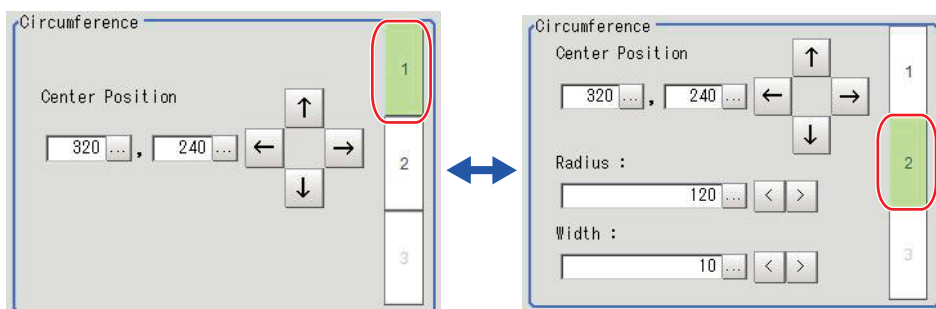 Circumference
1
Center Position
320 ... , 240 ... ← ↑ → ↓
2
3
Circumference
Center Position
320 ... , 240 ... ← ↑ → ↓
1
Radius :
120 ... < >
2
Width :
10 ... < >
3